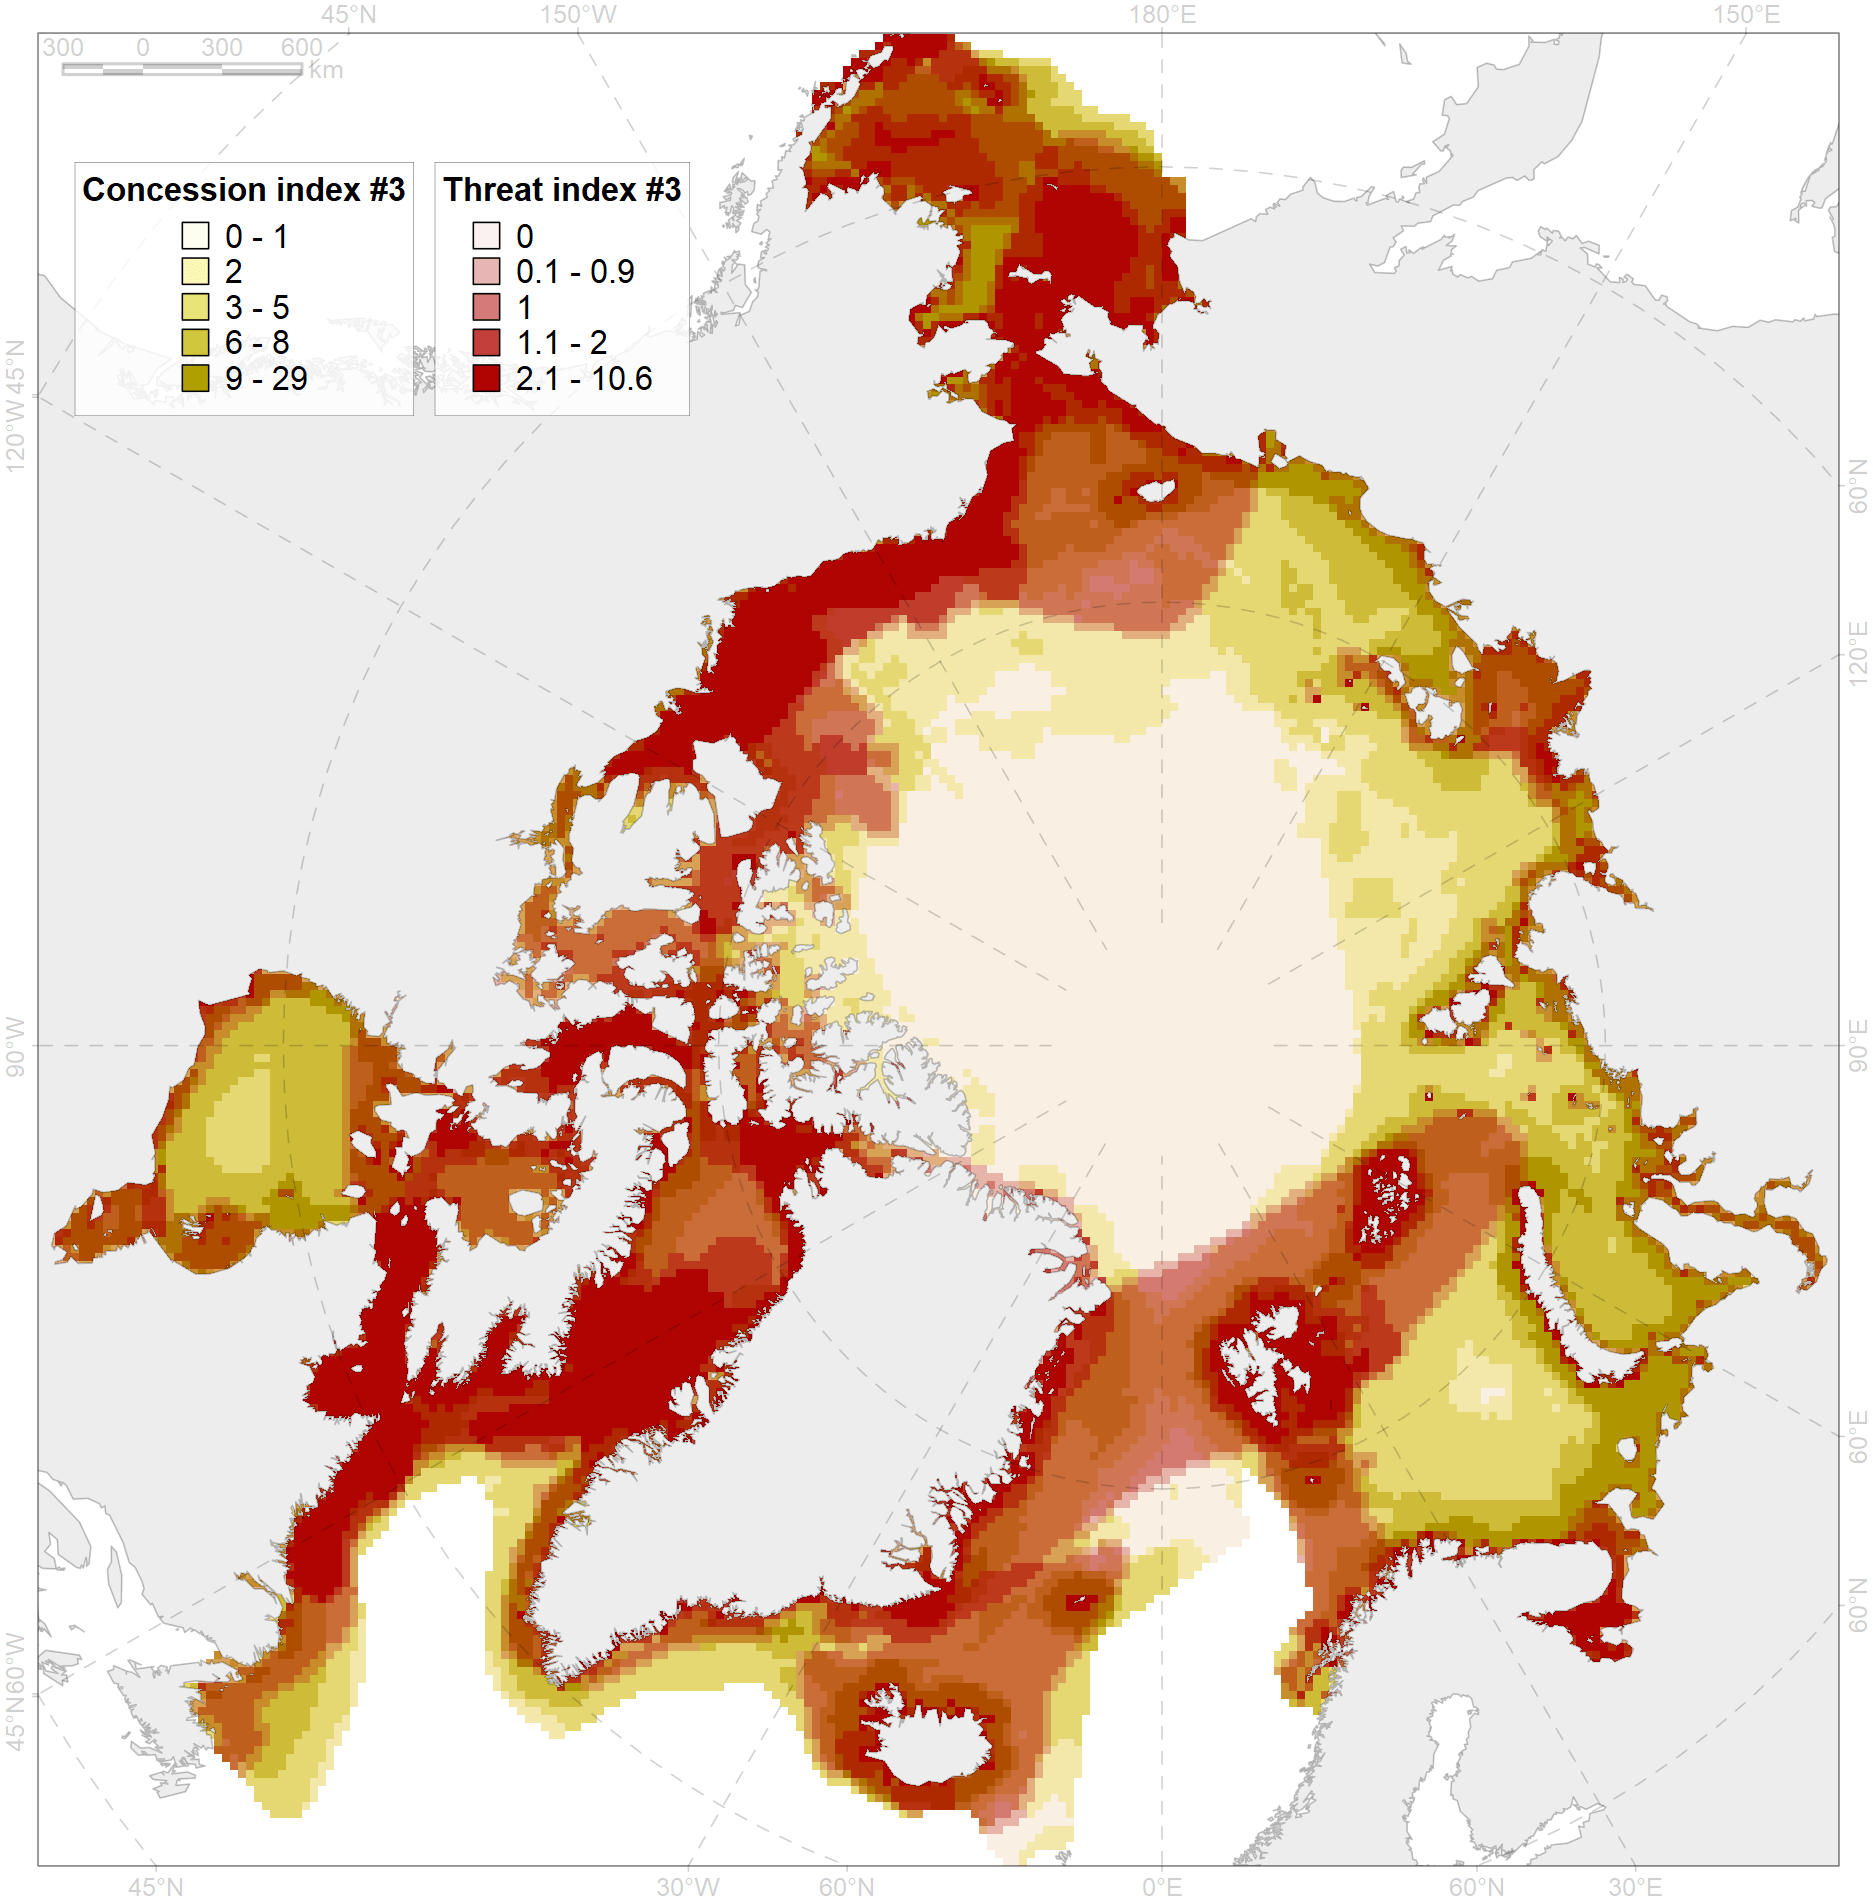 45°N 150°W 180°E 150°E
300 0 300 600
km
Concession index #3
0 - 1
2
3 - 5
6 - 8
9 - 29
Threat index #3
0
0.1 - 0.9
1
1.1 - 2
2.1 - 10.6
45°N
120°W
90°W
60°W
45°N
60°N
120°E
90°E
60°E
60°N
45°N 30°W 60°N 0°E 60°N 30°E